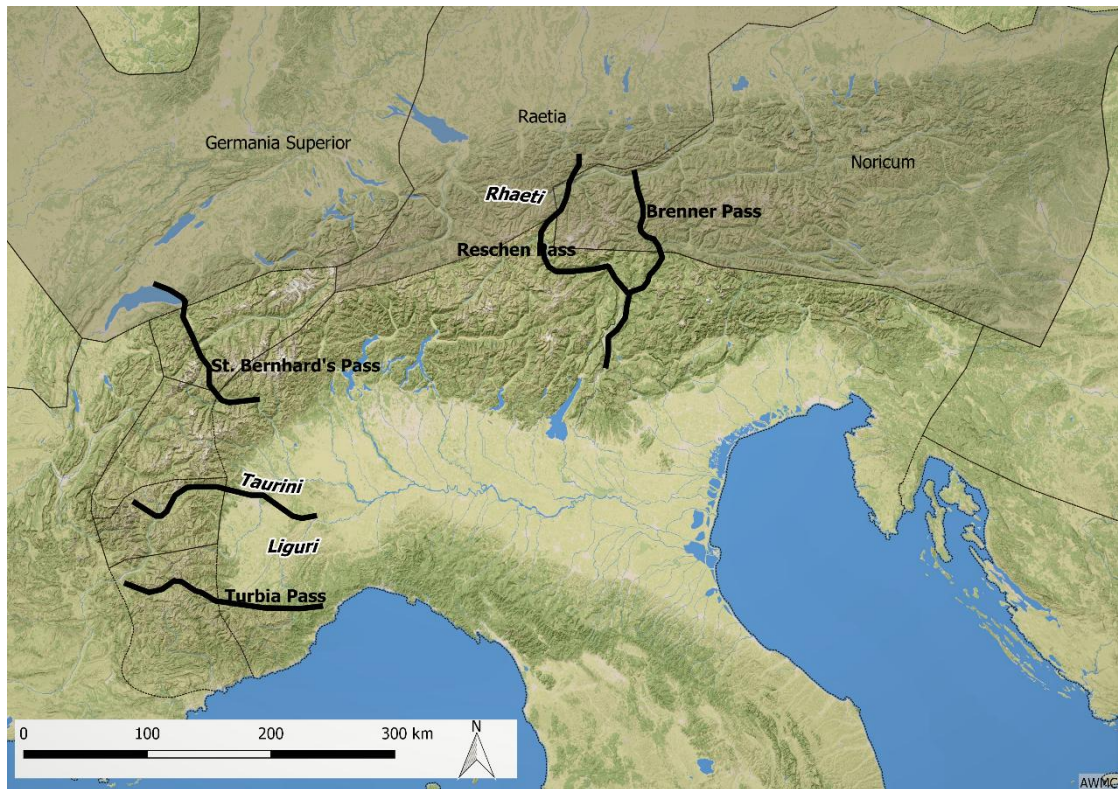 Raetia
Germania Superior
Noricum
Rhaeti
Brenner Pass
Reschen Pass
St. Bernhard's Pass
Taurini
Liguri
Turbia Pass
0 100 200 300 km
N
AWMC